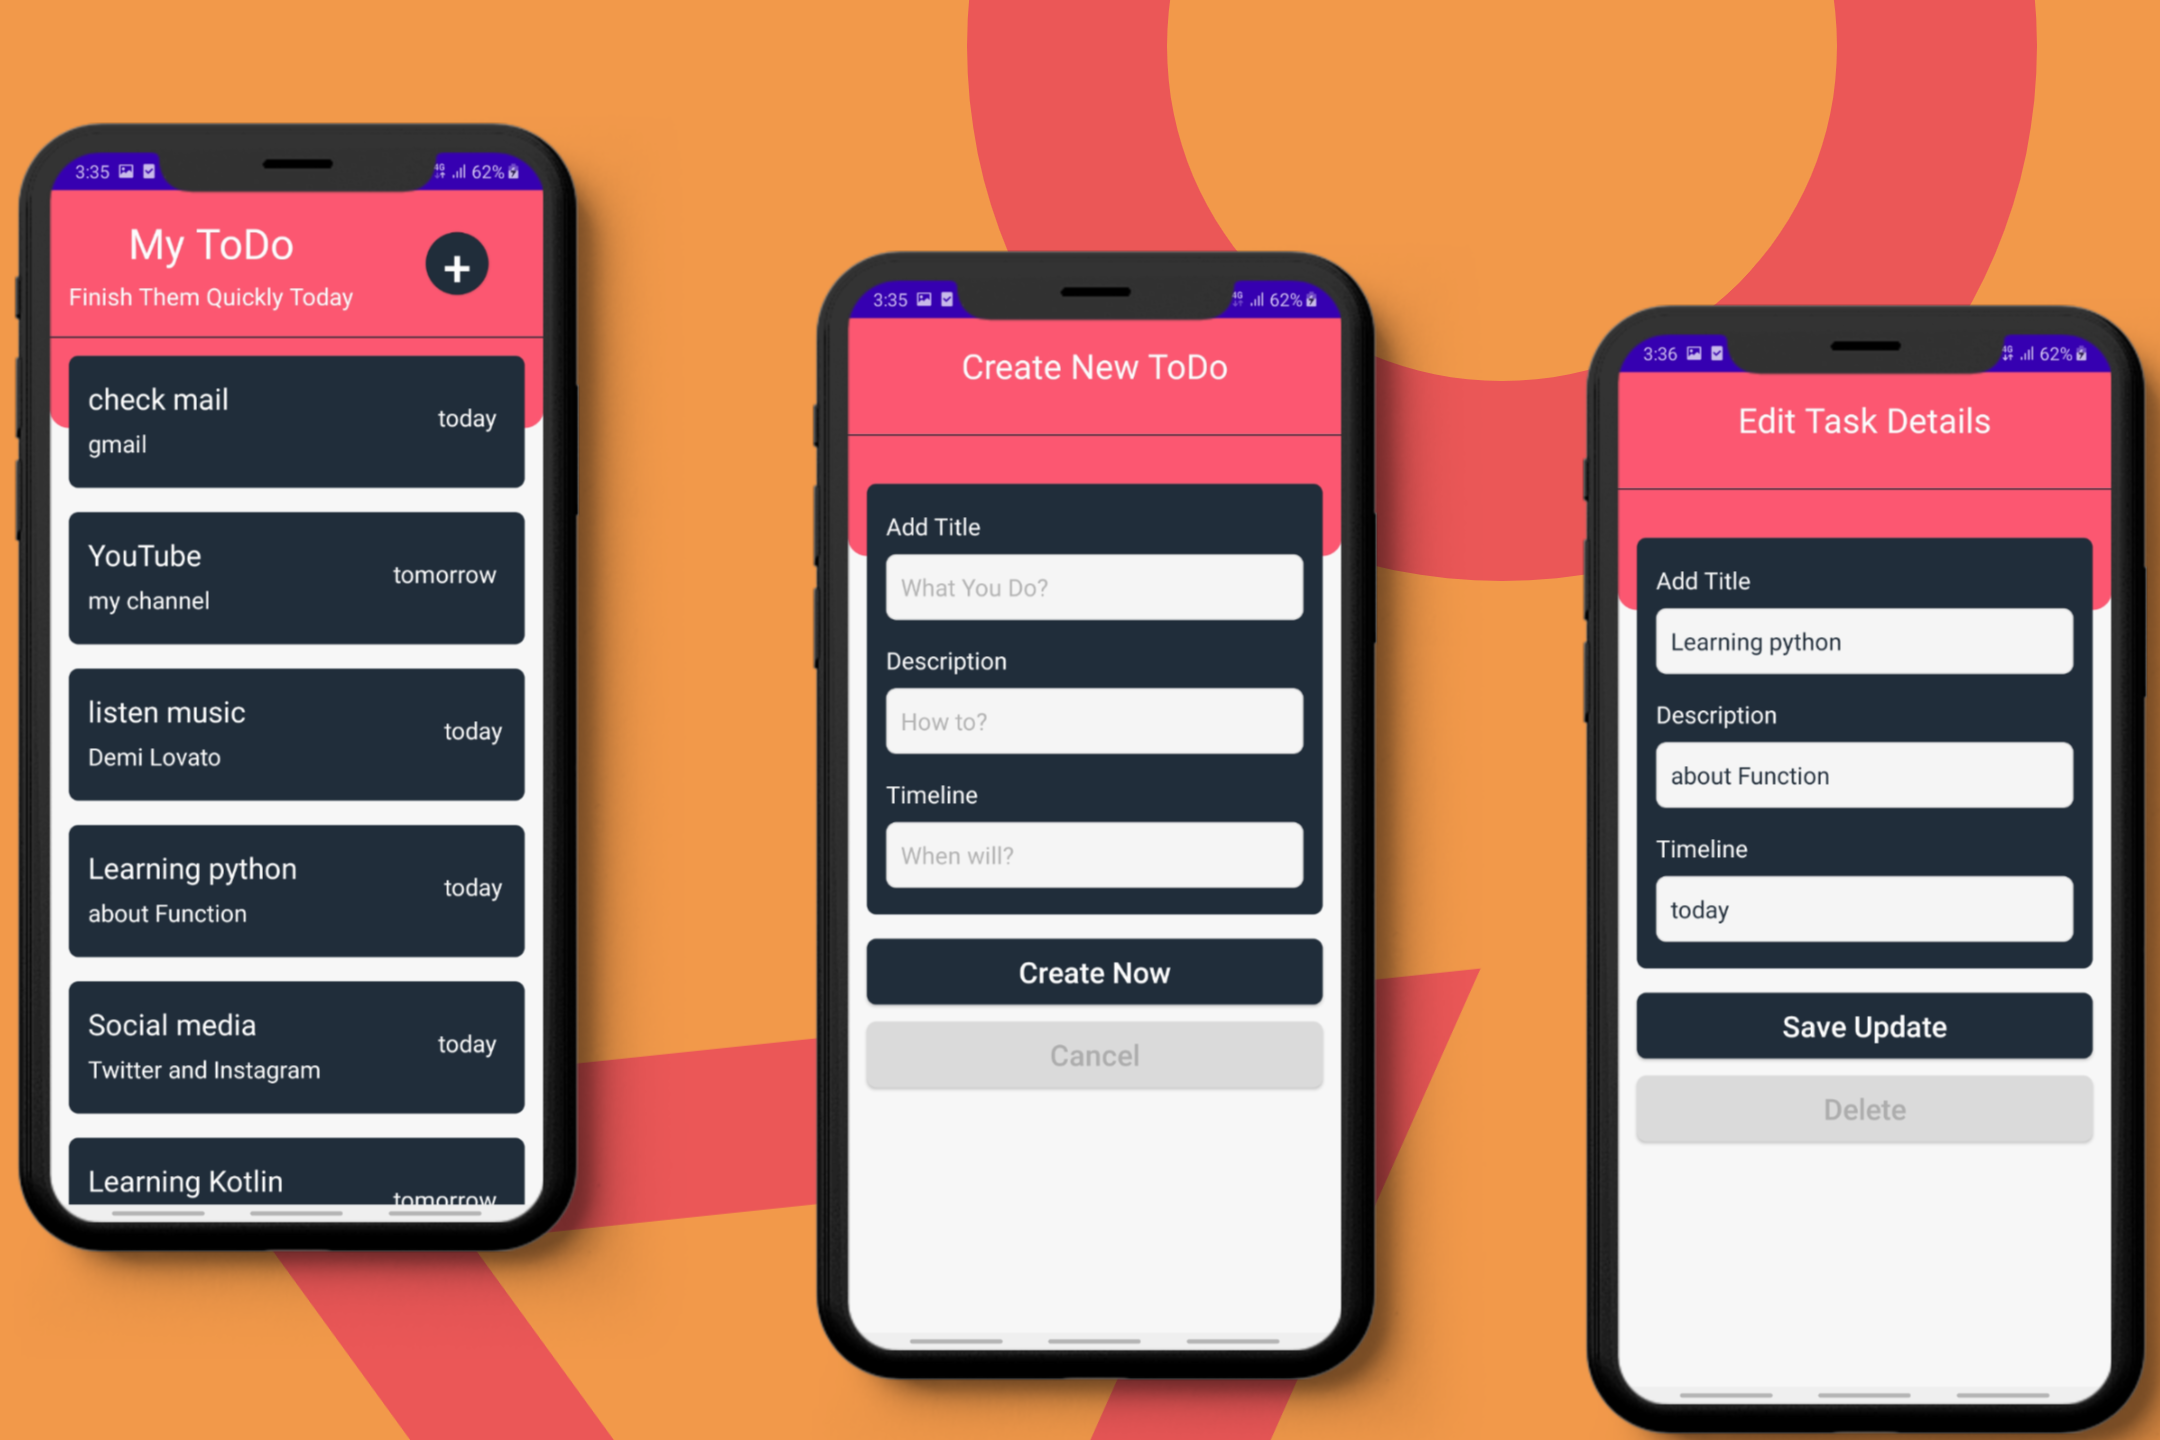 3:35 4G 62%
My ToDo
+
Finish Them Quickly Today
check mail
today
gmail
YouTube
tomorrow
my channel
listen music
today
Demi Lovato
Learning python
today
about Function
Social media
today
Twitter and Instagram
Learning Kotlin
tomorrow
3:35 4G 62%
Create New ToDo
Add Title
What You Do?
Description
How to?
Timeline
When will?
Create Now
Cancel
3:36 4G 62%
Edit Task Details
Add Title
Learning python
Description
about Function
Timeline
today
Save Update
Delete